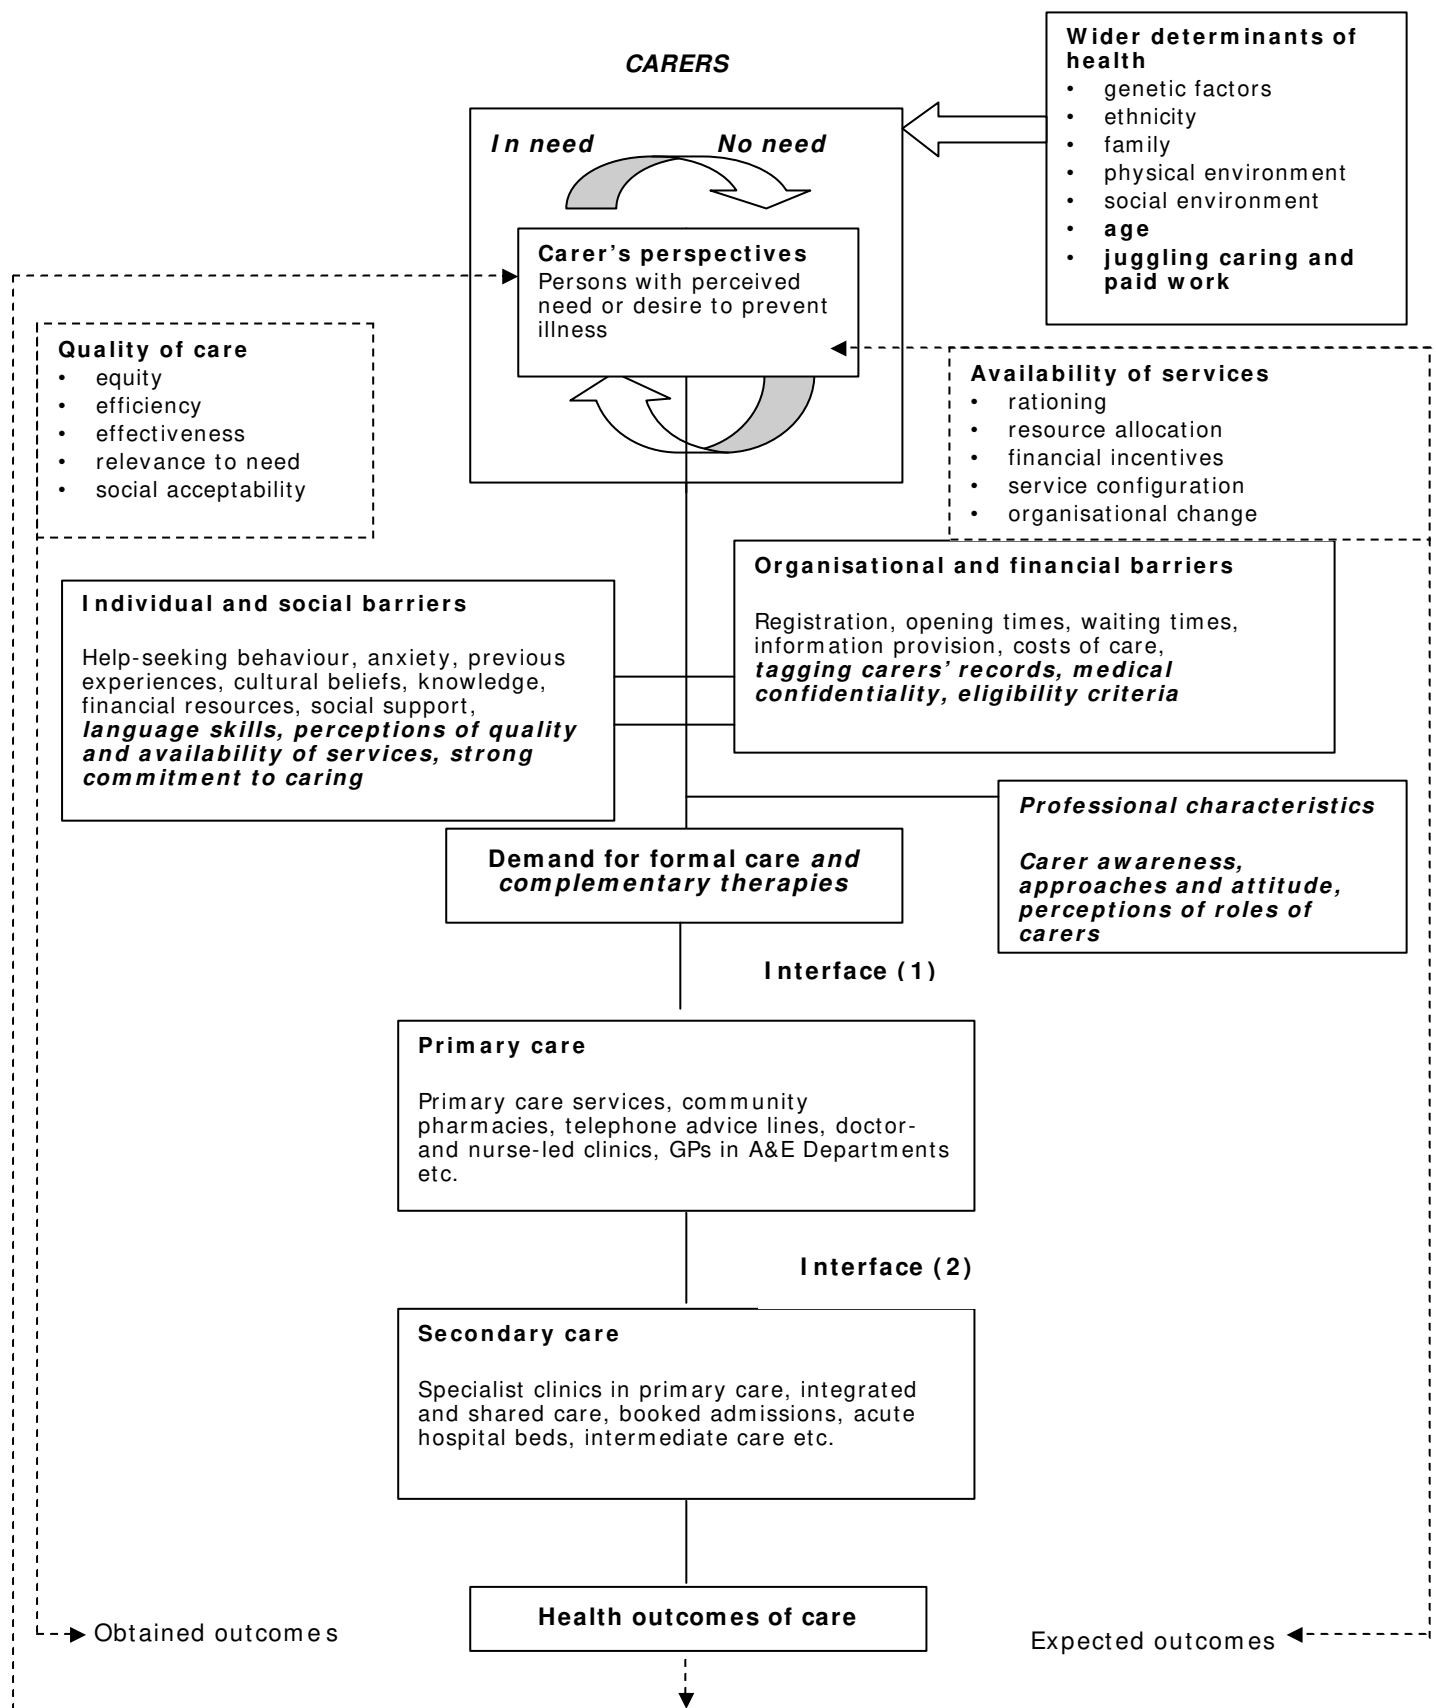 CARERS
In need
No need
Wider determinants of
health
• genetic factors
• ethnicity
• family
• physical environment
• social environment
• age
• juggling caring and
paid work
Carer’s perspectives
Persons with perceived
need or desire to prevent
illness
Quality of care
• equity
• efficiency
• effectiveness
• relevance to need
• social acceptability
Availability of services
• rationing
• resource allocation
• financial incentives
• service configuration
• organisational change
Individual and social barriers
Help-seeking behaviour, anxiety, previous
experiences, cultural beliefs, knowledge,
financial resources, social support,
language skills, perceptions of quality
and availability of services, strong
commitment to caring
Organisational and financial barriers
Registration, opening times, waiting times,
information provision, costs of care,
tagging carers’ records, medical
confidentiality, eligibility criteria
Professional characteristics
Carer awareness,
approaches and attitude,
perceptions of roles of
carers
Demand for formal care and
complementary therapies
Interface (1)
Primary care
Primary care services, community
pharmacies, telephone advice lines, doctor-
and nurse-led clinics, GPs in A&E Departments
etc.
Interface (2)
Secondary care
Specialist clinics in primary care, integrated
and shared care, booked admissions, acute
hospital beds, intermediate care etc.
Health outcomes of care
Obtained outcomes
Expected outcomes